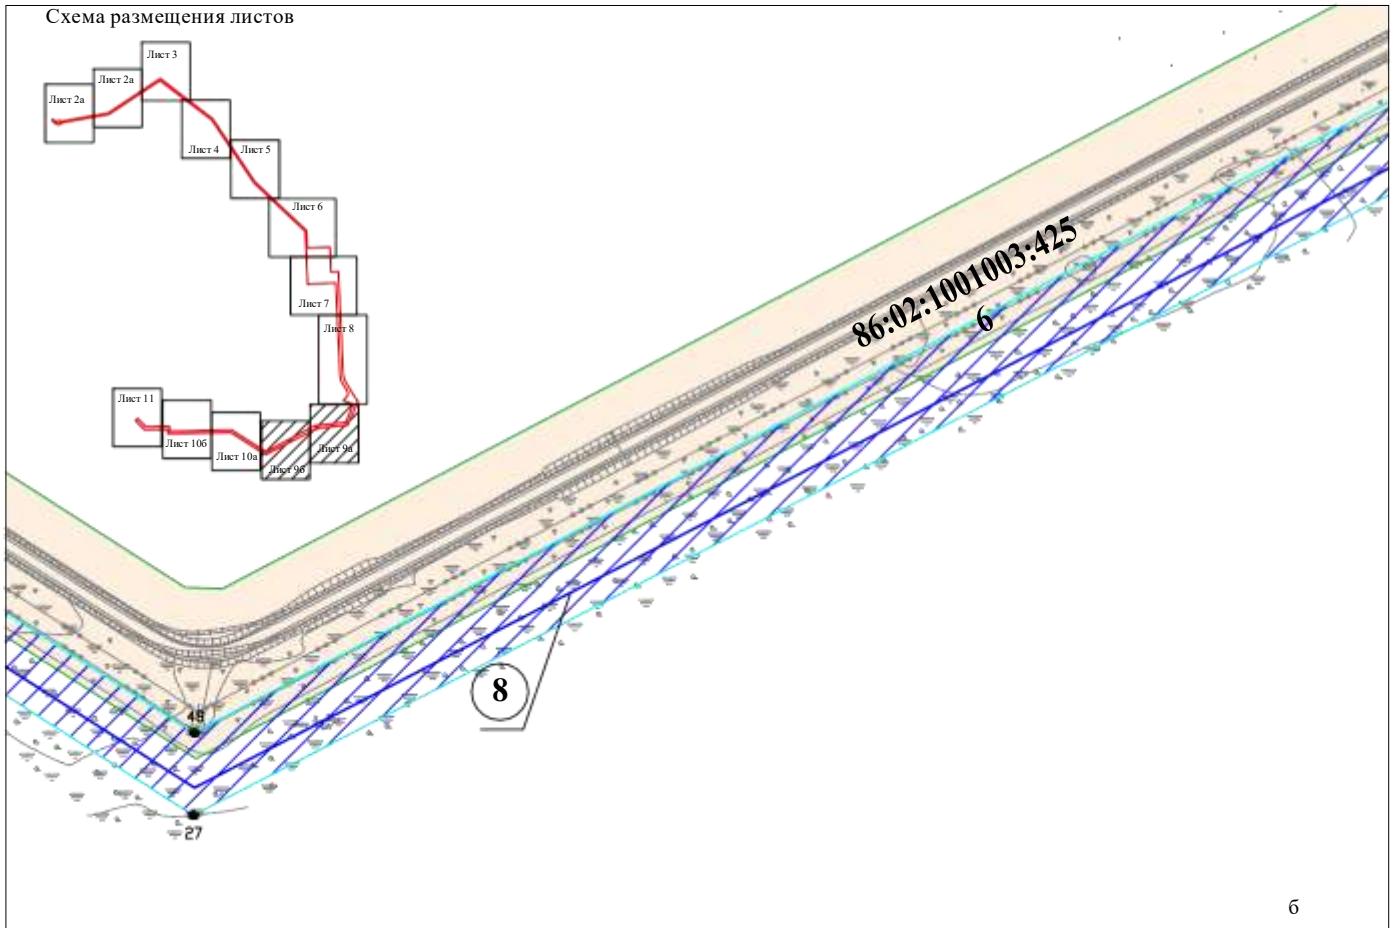 Схема размещения листов
Лист 3
Лист 2а
Лист 2а
Лист 4
Лист 5
Лист 6
Лист 7
Лист 8
Лист 11
Лист 10б
Лист 10а
Лист 9б
Лист 9а
86:02:1001003:425
6
8
48
27
б